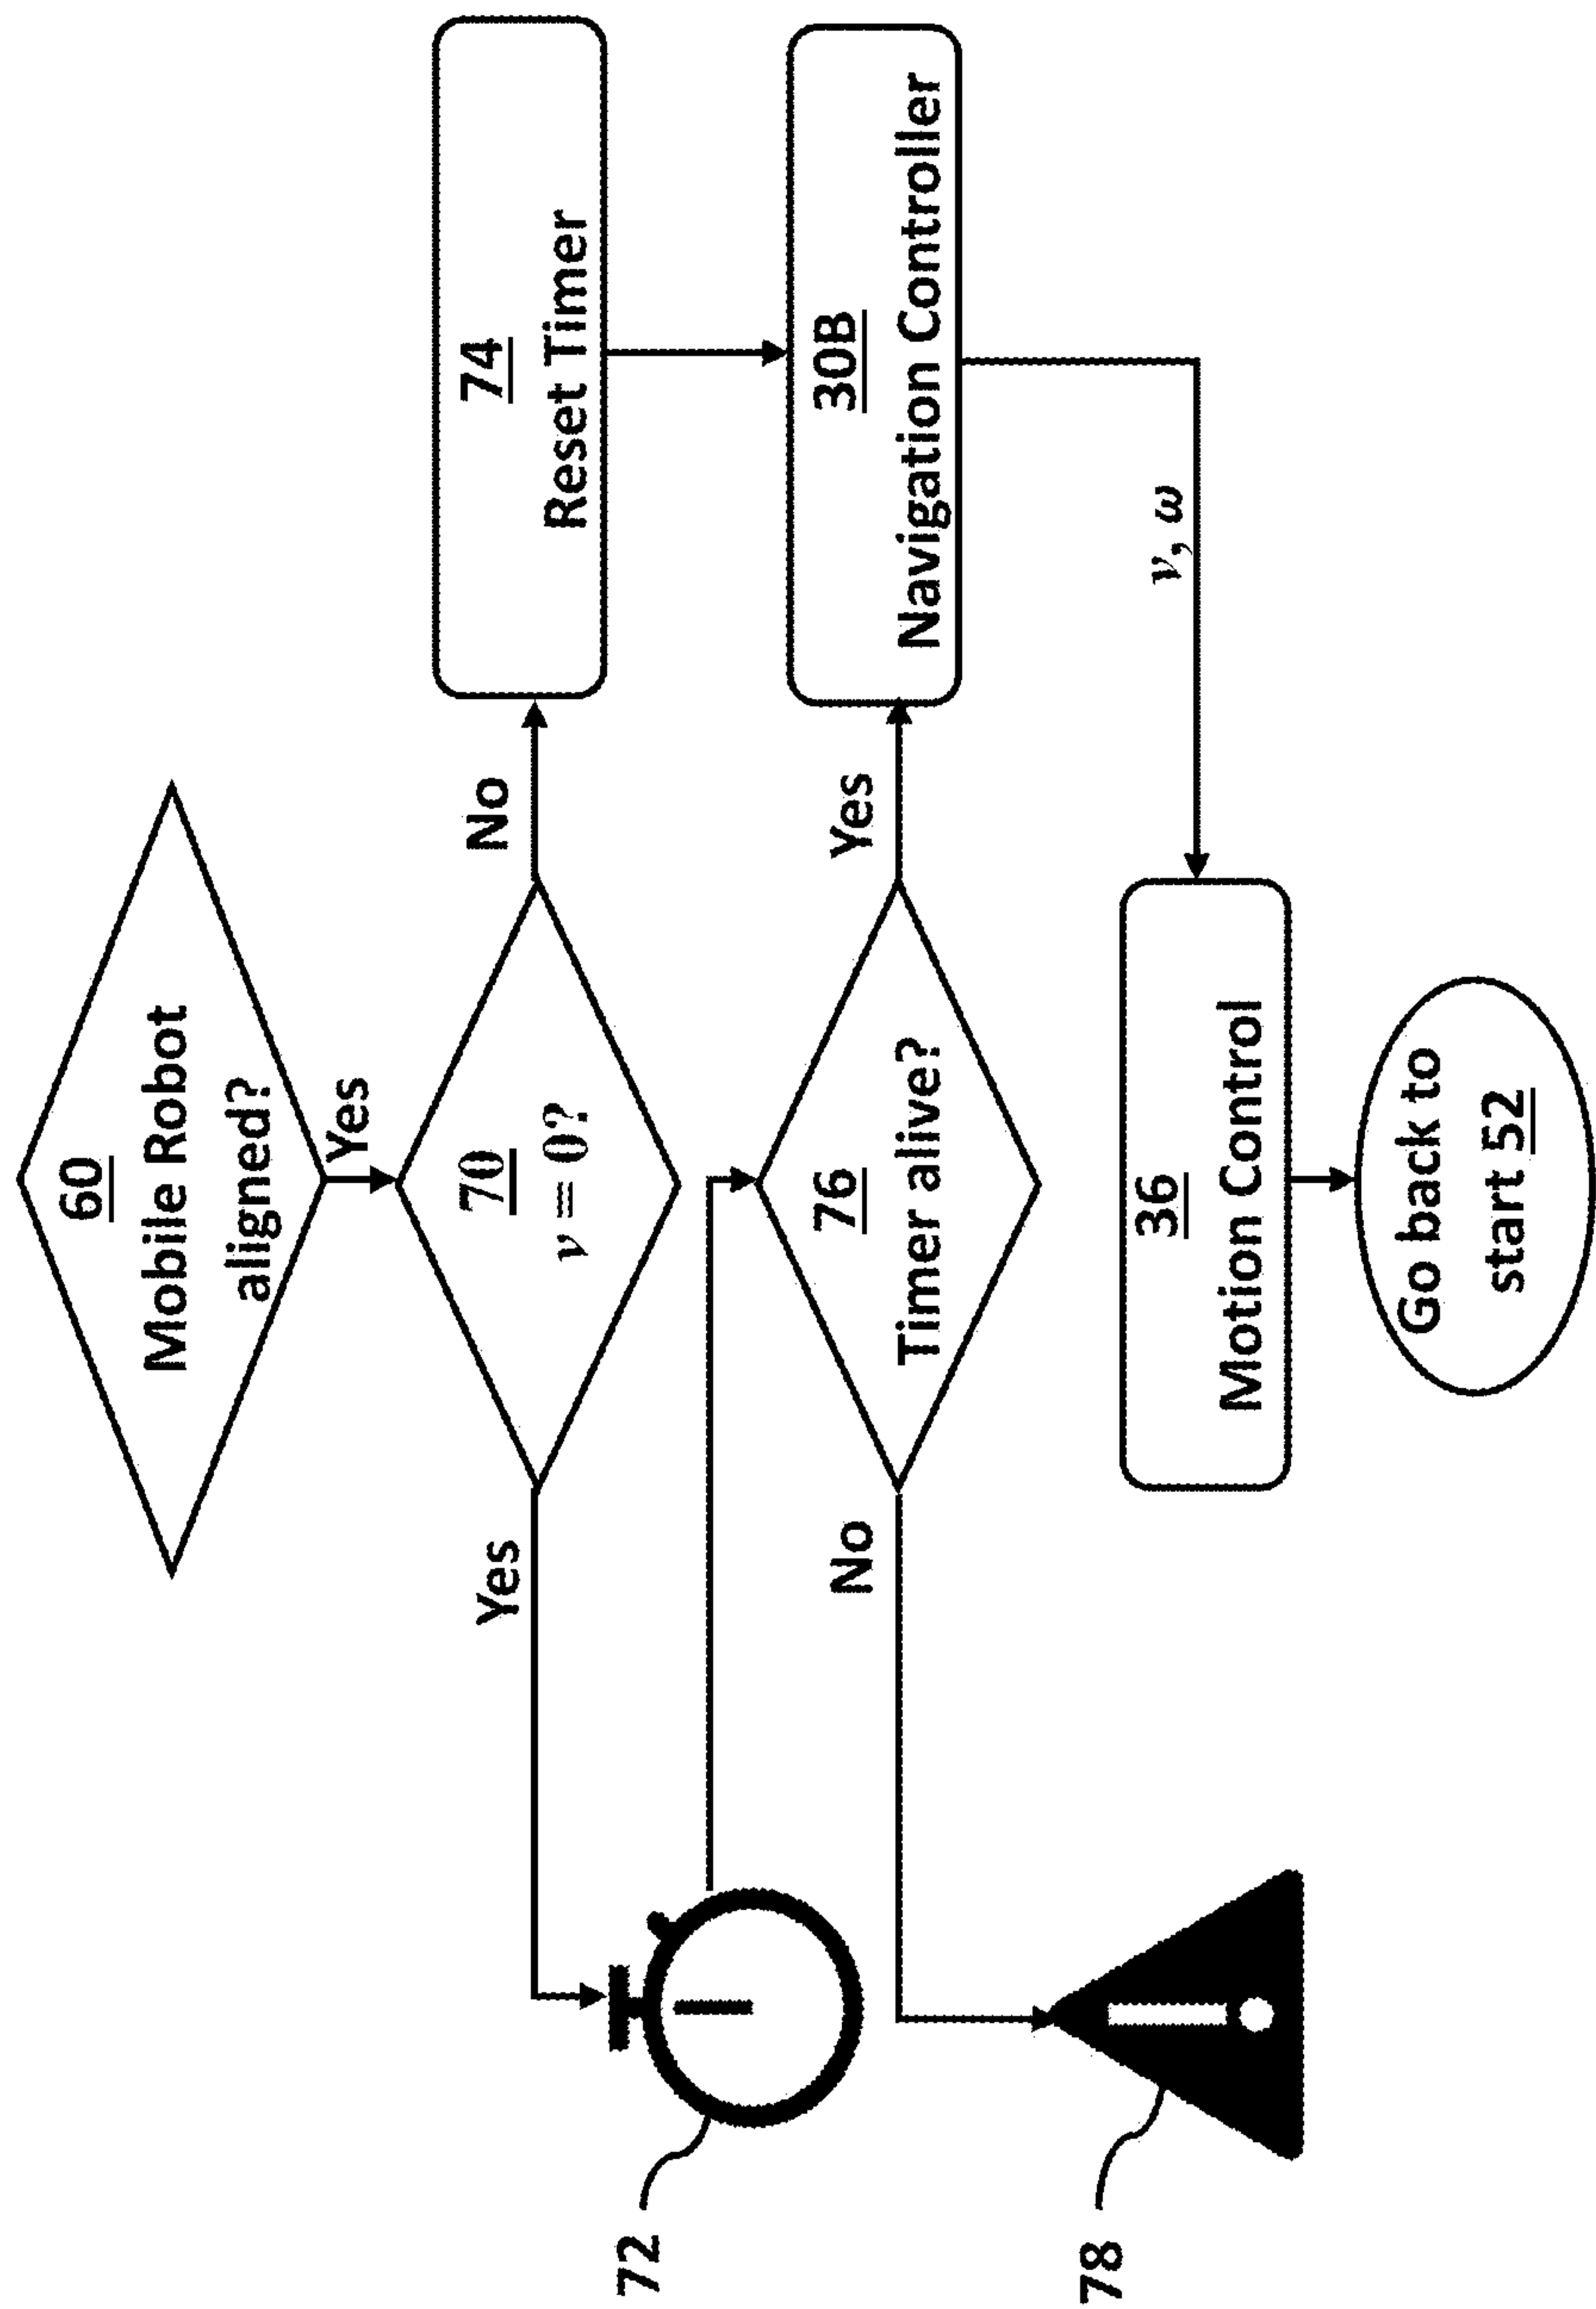 60
Mobile Robot
aligned?
Yes
Yes
70
v = 0?
No
74
Reset Timer
72
No
76
Timer alive?
Yes
30B
Navigation Controller
78
36
Motion Control
v, ω
Go back to
start 52